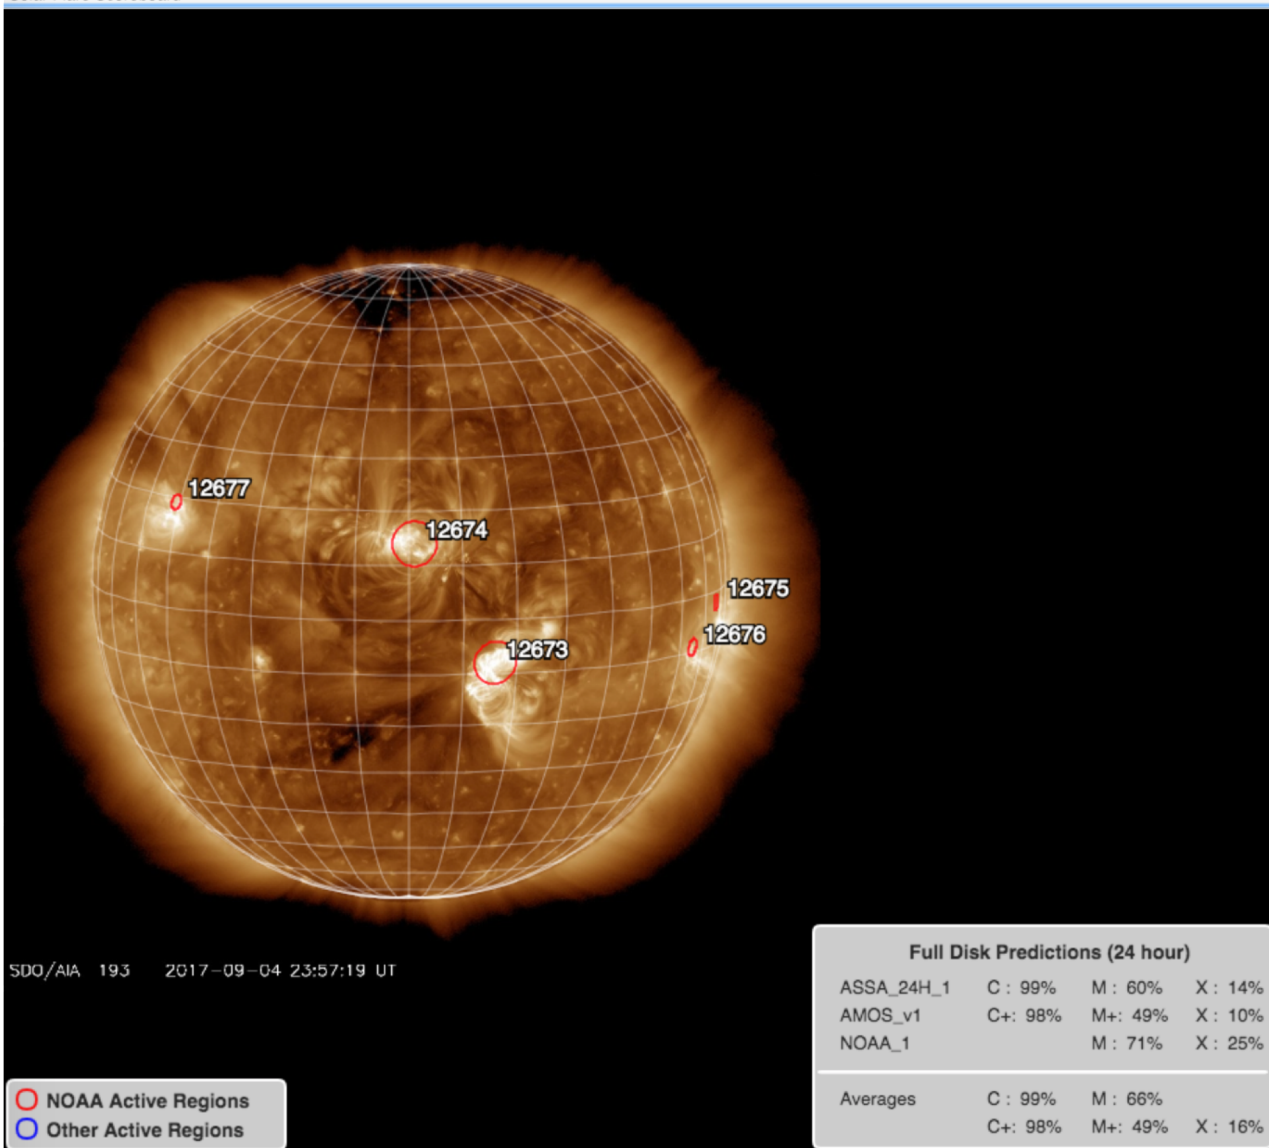 12677
12674
12675
12676
12673
SDO/AIA 193 2017-09-04 23:57:19 UT
Full Disk Predictions (24 hour)
ASSA_24H_1 C : 99% M : 60% X : 14%
AMOS_v1 C+: 98% M+: 49% X : 10%
NOAA_1 M : 71% X : 25%
Averages C : 99% M : 66%
C+: 98% M+: 49% X : 16%
NOAA Active Regions
Other Active Regions